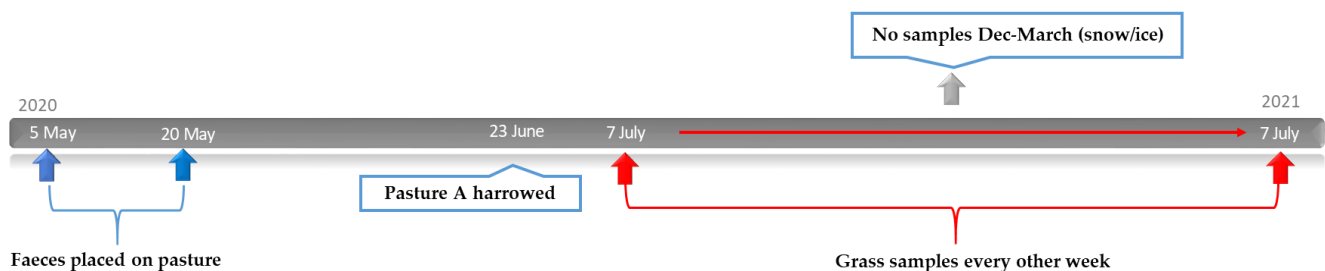 No samples Dec-March (snow/ice)
2020
2021
5 May
20 May
23 June
7 July
7 July
Pasture A harrowed
Faeces placed on pasture
Grass samples every other week